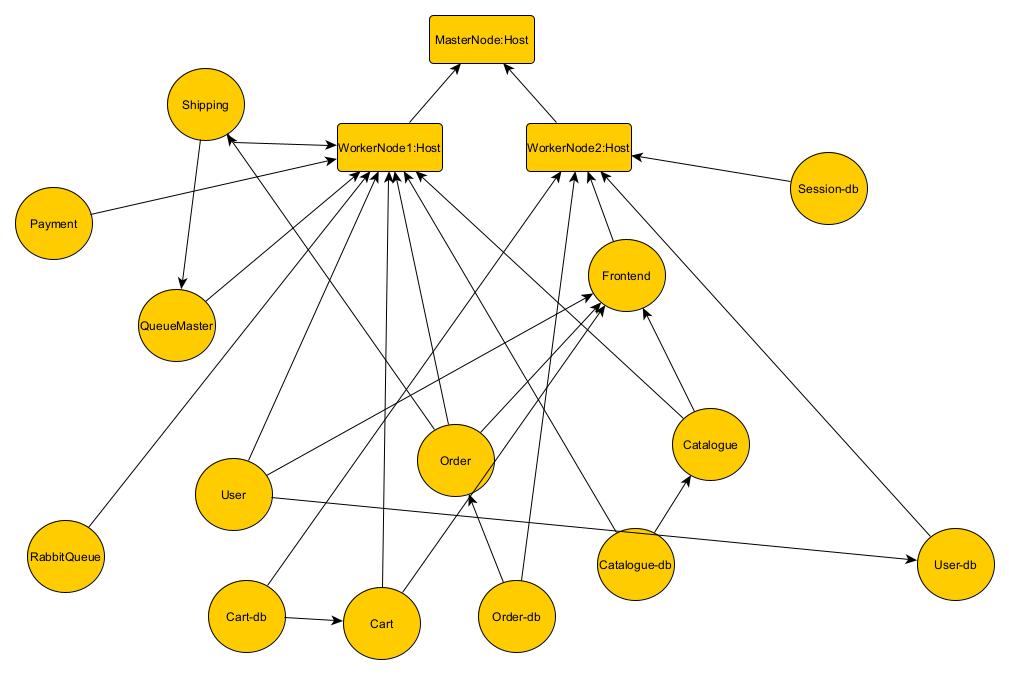 MasterNode:Host
Shipping
WorkerNode1:Host
WorkerNode2:Host
Session-db
Payment
Frontend
QueueMaster
Catalogue
Order
User
RabbitQueue
Catalogue-db
User-db
Cart-db
Cart
Order-db